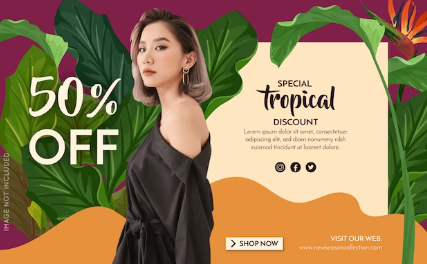 50%
OFF
SPECIAL
tropical
DISCOUNT
Lorem ipsum dolor sit amet, consectetuer
adipiscing elit, sed diam nonummy nibh
euismod tincidunt ut laoreet dolore.
SHOP NOW
VISIT OUR WEB:
www.newseasoncollection.com
IMAGE NOT INCLUDED